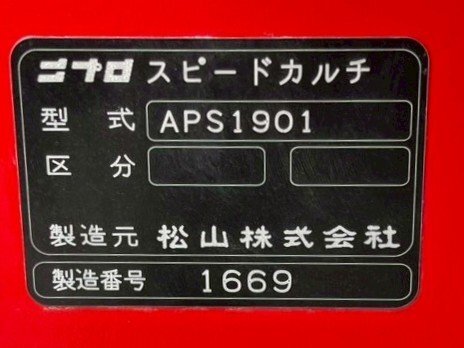 ニプロ スピードカルチ
型式 APS1901
区分
製造元 松山株式会社
製造番号 1669